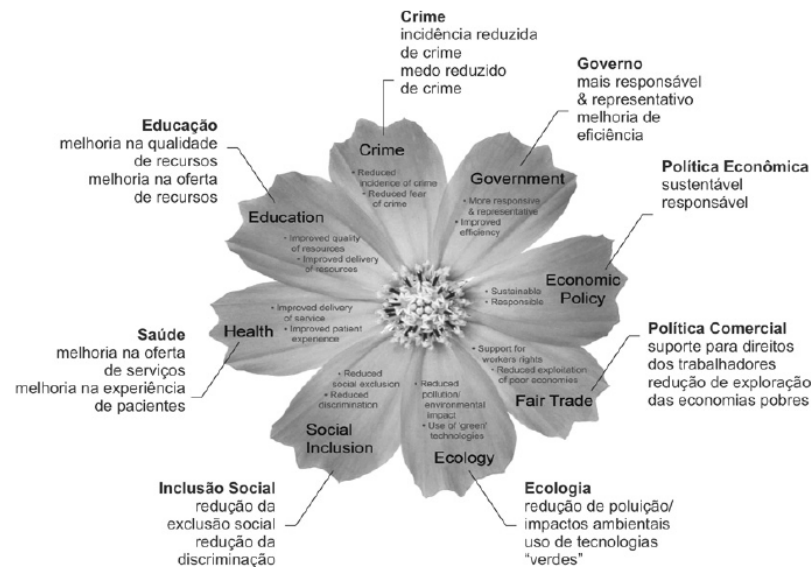 Crime
incidência reduzida
de crime
medo reduzido
de crime
Governo
mais responsável
& representativo
melhoria de
eficiência
Educação
melhoria na qualidade
de recursos
melhoria na oferta
de recursos
Política Econômica
sustentável
responsável
Crime
• Reduced
incidence of crime
• Reduced fear
of crime
Government
• More responsive
& representative
• Improved
efficiency
Education
• Improved quality
of resources
• Improved delivery
of resources
Economic
Policy
• Sustainable
• Responsible
Health
• Improved delivery
of service
• Improved patient
experience
• Support for
workers rights
• Reduced exploitation
of poor economies
Fair Trade
• Reduced
social exclusion
• Reduced
discrimination
Social
Inclusion
• Reduced
pollution/
environmental
impact
• Use of 'green'
technologies
Ecology
Saúde
melhoria na oferta
de serviços
melhoria na experiência
de pacientes
Política Comercial
suporte para direitos
dos trabalhadores
redução de exploração
das economias pobres
Inclusão Social
redução da
exclusão social
redução da
discriminação
Ecologia
redução de poluição/
impactos ambientais
uso de tecnologias
“verdes”